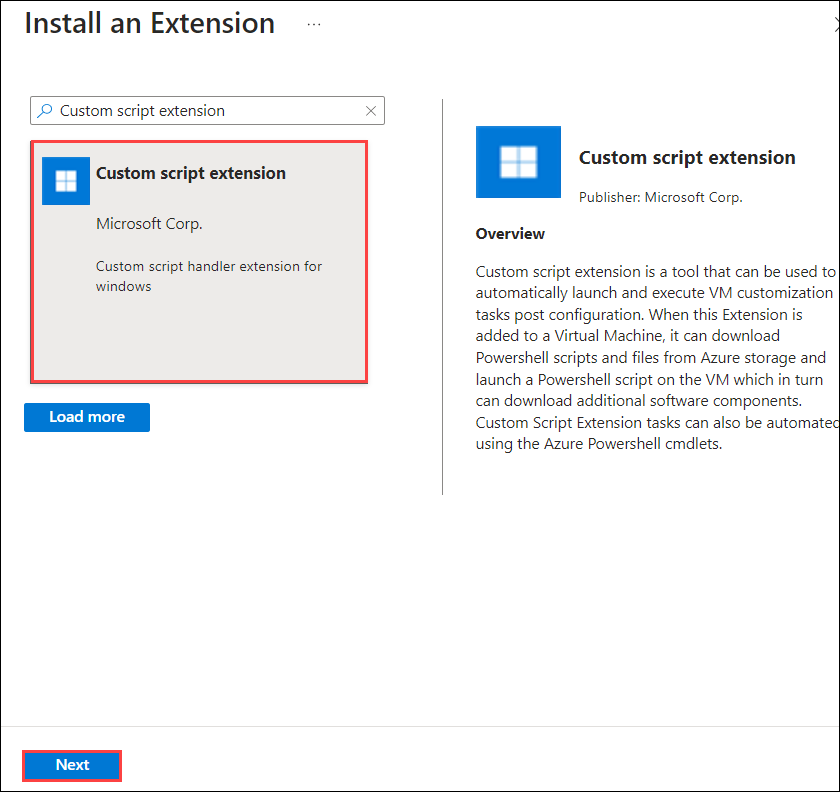 Install an Extension ...
Custom script extension
Custom script extension
Microsoft Corp.
Custom script handler extension for
windows
Load more
Custom script extension
Publisher: Microsoft Corp.
Overview
Custom script extension is a tool that can be used to
automatically launch and execute VM customization
tasks post configuration. When this Extension is
added to a Virtual Machine, it can download
Powershell scripts and files from Azure storage and
launch a Powershell script on the VM which in turn
can download additional software components.
Custom Script Extension tasks can also be automated
using the Azure Powershell cmdlets.
Next